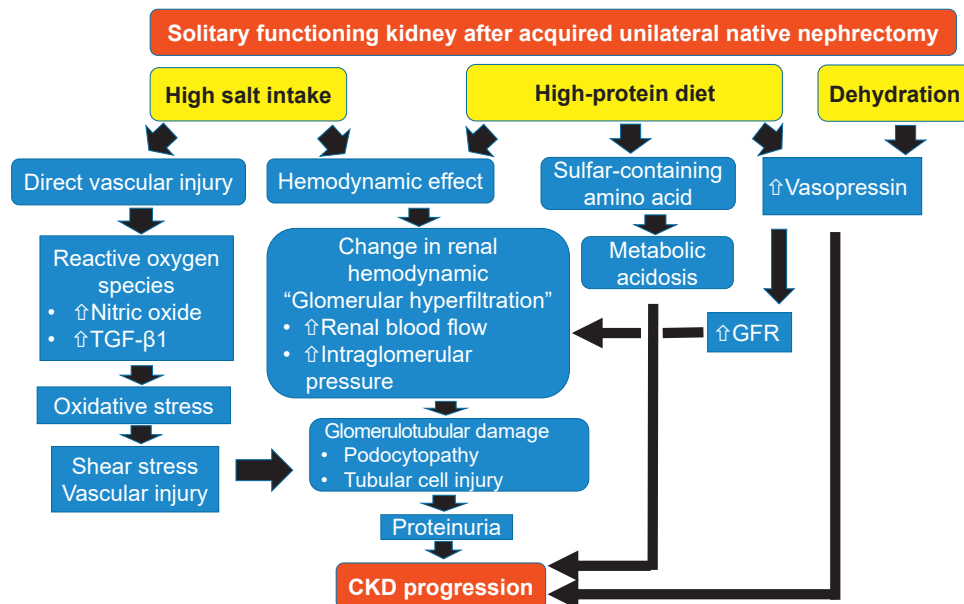 Solitary functioning kidney after acquired unilateral native nephrectomy
High salt intake
High-protein diet
Dehydration
Direct vascular injury
Hemodynamic effect
Sulfar-containing
amino acid
⇧Vasopressin
Reactive oxygen
species
• ⇧Nitric oxide
• ⇧TGF-β1
Change in renal
hemodynamic
“Glomerular hyperfiltration”
• ⇧Renal blood flow
• ⇧Intraglomerular
pressure
Metabolic
acidosis
⇧GFR
Oxidative stress
Shear stress
Vascular injury
Glomerulotubular damage
• Podocytopathy
• Tubular cell injury
Proteinuria
CKD progression